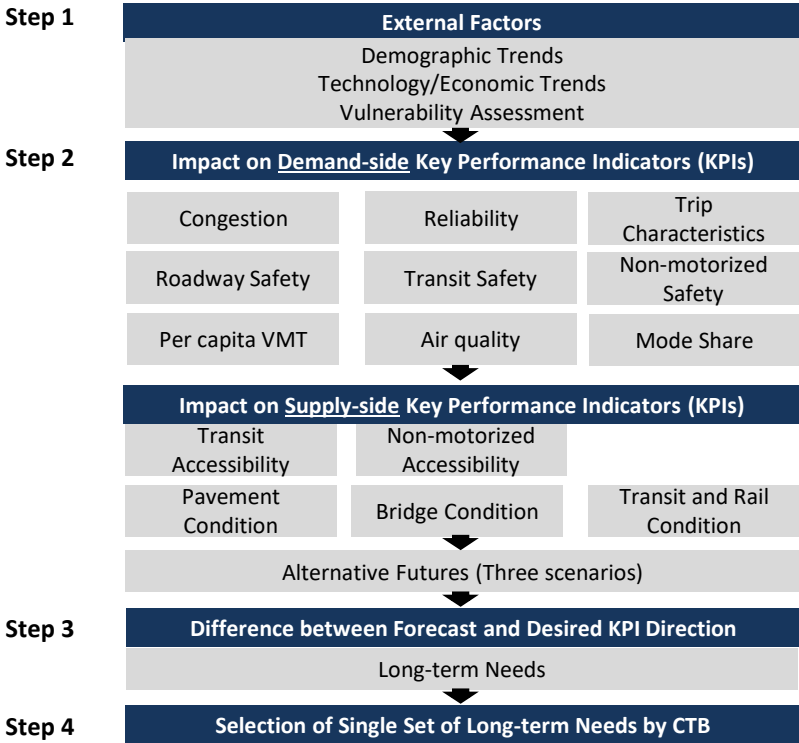 Step 1
External Factors
Demographic Trends
Technology/Economic Trends
Vulnerability Assessment
Step 2
Impact on Demand-side Key Performance Indicators (KPIs)
Congestion
Reliability
Trip
Characteristics
Roadway Safety
Transit Safety
Non-motorized
Safety
Per capita VMT
Air quality
Mode Share
Impact on Supply-side Key Performance Indicators (KPIs)
Transit
Accessibility
Non-motorized
Accessibility
Pavement
Condition
Bridge Condition
Transit and Rail
Condition
Alternative Futures (Three scenarios)
Step 3
Difference between Forecast and Desired KPI Direction
Long-term Needs
Step 4
Selection of Single Set of Long-term Needs by CTB